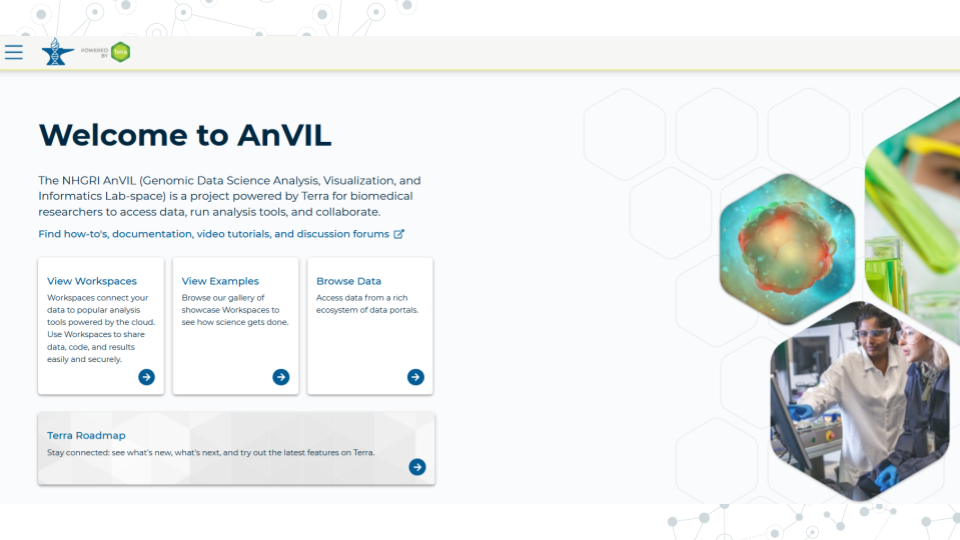 POWERED
BY
Terra
Welcome to AnVIL
The NHGRI AnVIL (Genomic Data Science Analysis, Visualization, and
Informatics Lab-space) is a project powered by Terra for biomedical
researchers to access data, run analysis tools, and collaborate.
Find how-to's, documentation, video tutorials, and discussion forums
View Workspaces
Workspaces connect your
data to popular analysis
tools powered by the cloud.
Use Workspaces to share
data, code, and results
easily and securely.
View Examples
Browse our gallery of
showcase Workspaces to
see how science gets done.
Browse Data
Access data from a rich
ecosystem of data portals.
Terra Roadmap
Stay connected: see what's new, what's next, and try out the latest features on Terra.